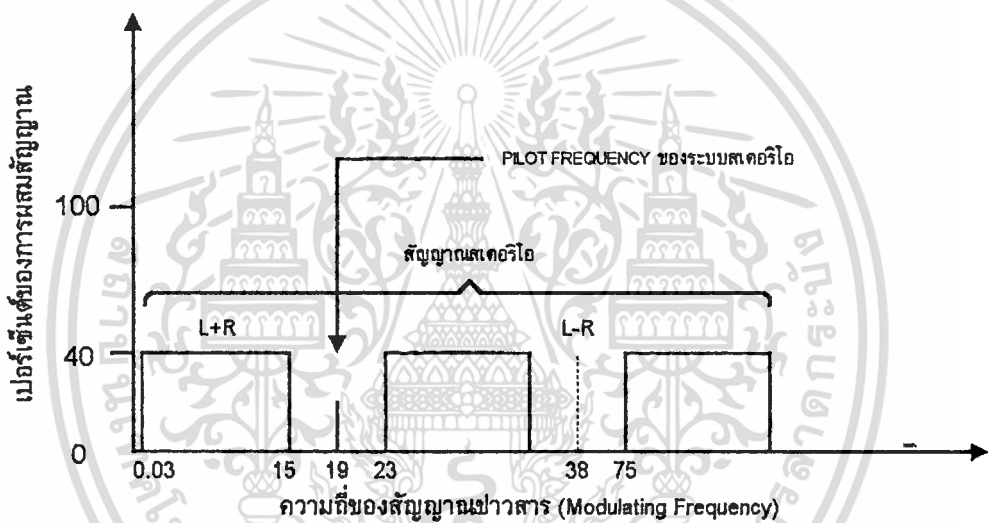 เปอร์เซ็นต์ของการผสมสัญญาณ
100
40
0
PILOT FREQUENCY ของระบบสเตอริโอ
สัญญาณสเตอริโอ
L+R
L-R
0.03 15 19 23 38 75
ความถี่ของสัญญาณข่าวสาร (Modulating Frequency)